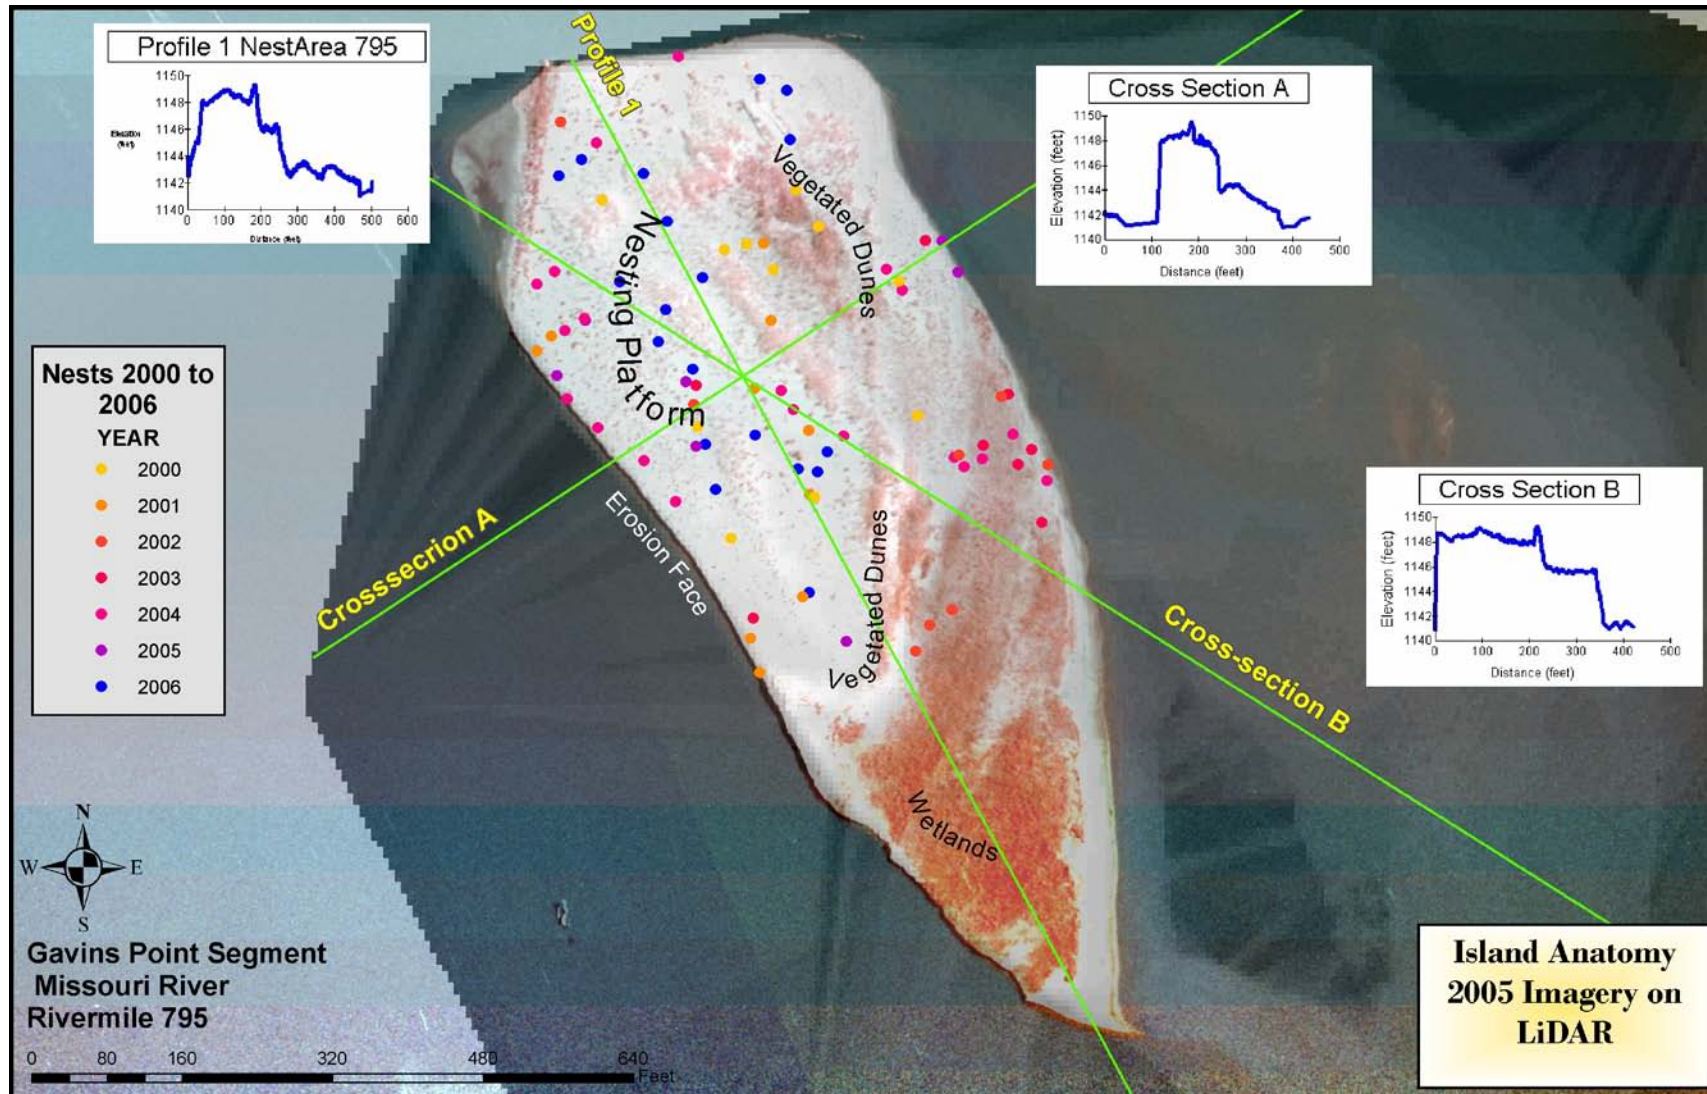 Profile 1 NestArea 795
1150
1148
1146
1144
1142
1140
Elevation
(feet)
0 100 200 300 400 500 600
Distance (feet)
Profile 1
Cross Section A
1150
1148
1146
1144
1142
1140
Elevation (feet)
0 100 200 300 400 500
Distance (feet)
Vegetated Dunes
Nesting Platform
Nests 2000 to
2006
YEAR
2000
2001
2002
2003
2004
2005
2006
Crosssecrion A
Erosion Face
Vegetated Dunes
Cross Section B
1150
1148
1146
1144
1142
1140
Elevation (feet)
0 100 200 300 400 500
Distance (feet)
Cross-section B
Wetlands
N
W E
S
Gavins Point Segment
Missouri River
Rivermile 795
0 80 160 320 480 640
Feet
Island Anatomy
2005 Imagery on
LiDAR